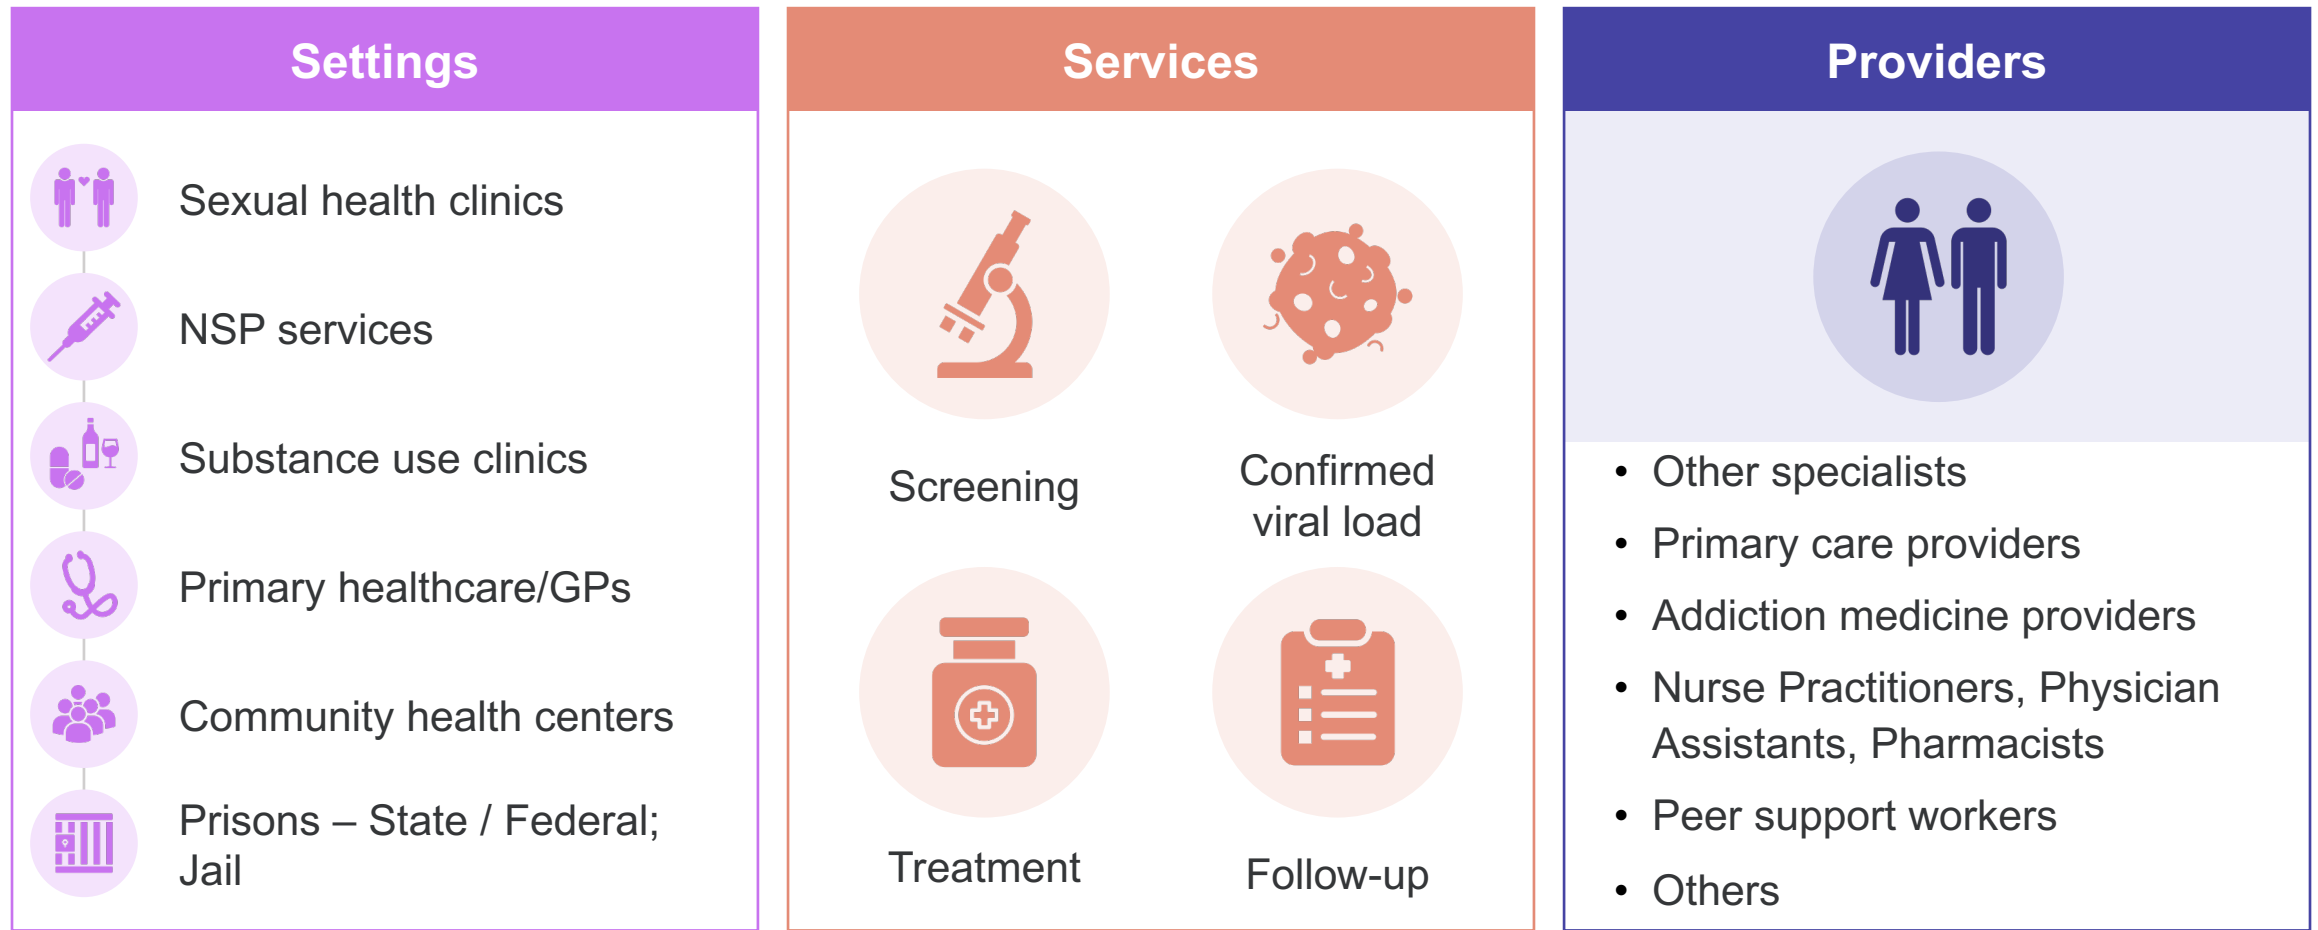 Settings
Sexual health clinics
NSP services
Substance use clinics
Primary healthcare/GPs
Community health centers
Prisons – State / Federal;
Jail
Services
Screening
Confirmed
viral load
Treatment
Follow-up
Providers
• Other specialists
• Primary care providers
• Addiction medicine providers
• Nurse Practitioners, Physician
Assistants, Pharmacists
• Peer support workers
• Others